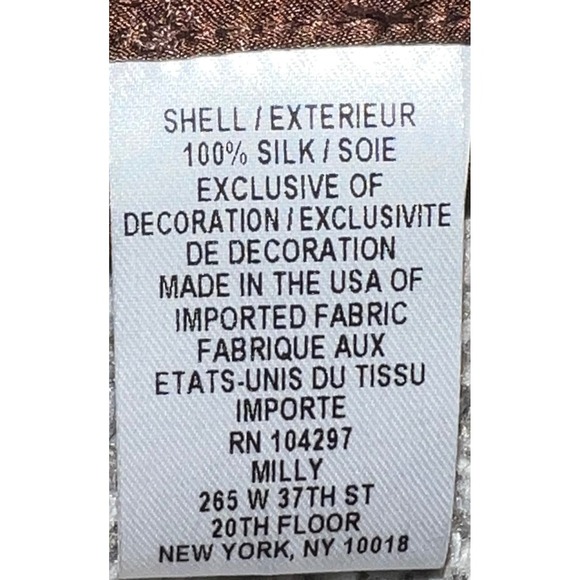 SHELL / EXTERIEUR
100% SILK / SOIE
EXCLUSIVE OF
DECORATION / EXCLUSIVITE
DE DECORATION
MADE IN THE USA OF
IMPORTED FABRIC
FABRIQUE AUX
ETATS-UNIS DU TISSU
IMPORTE
RN 104297
MILLY
265 W 37TH ST
20TH FLOOR
NEW YORK, NY 10018